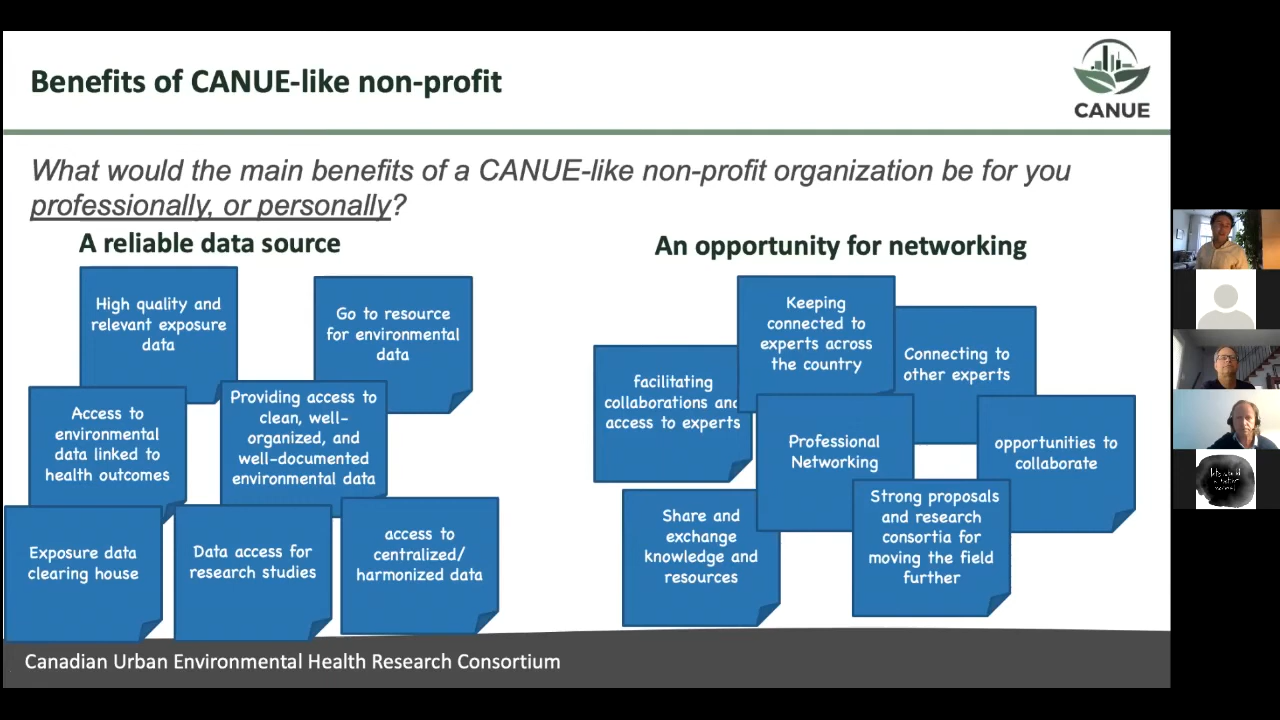 Benefits of CANUE-like non-profit
CANUE
What would the main benefits of a CANUE-like non-profit organization be for you
professionally, or personally?
A reliable data source
High quality and
relevant exposure
data
Go to resource
for environmental
data
Access to
environmental
data linked to
health outcomes
Providing access to
clean, well-
organized, and
well-documented
environmental data
Exposure data
clearing house
Data access for
research studies
access to
centralized/
harmonized data
An opportunity for networking
Keeping
connected to
experts across
the country
Connecting to
other experts
facilitating
collaborations and
access to experts
Professional
Networking
opportunities to
collaborate
Share and
exchange
knowledge and
resources
Strong proposals
and research
consortia for
moving the field
further
Canadian Urban Environmental Health Research Consortium